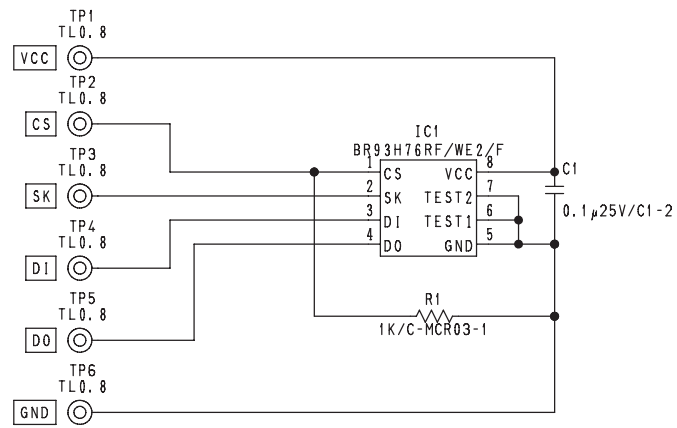 TP1
TL0.8
VCC
TP2
TL0.8
CS
TP3
TL0.8
SK
TP4
TL0.8
DI
TP5
TL0.8
DO
TP6
TL0.8
GND
IC1
BR93H76RF/WE2/F
1 CS VCC 8
2 SK TEST2 7
3 DI TEST1 6
4 DO GND 5
C1
0.1μ25V/C1-2
R1
1K/C-MCR03-1